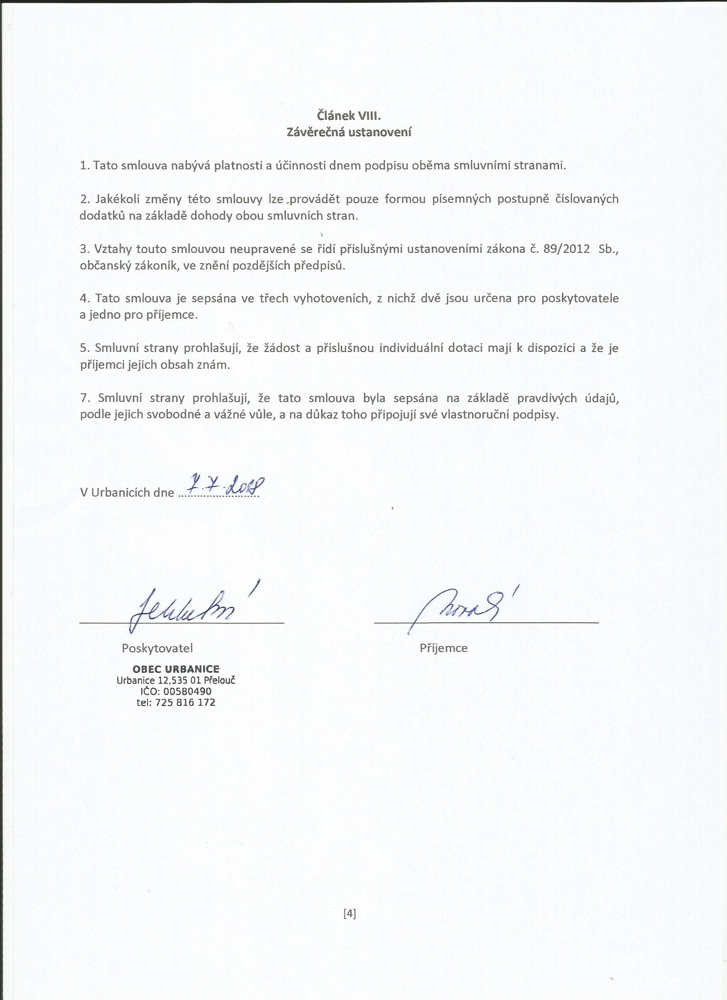 Článek VIII.
Závěrečná ustanovení
1. Tato smlouva nabývá platnosti a účinnosti dnem podpisu oběma smluvními stranami.
2. Jakékoli změny této smlouvy lze provádět pouze formou písemných postupně číslovaných
dodatků na základě dohody obou smluvních stran.
3. Vztahy touto smlouvou neupravené se řídí příslušnými ustanoveními zákona č. 89/2012 Sb.,
občanský zákoník, ve znění pozdějších předpisů.
4. Tato smlouva je sepsána ve třech vyhotoveních, z nichž dvě jsou určena pro poskytovatele
a jedno pro příjemce.
5. Smluvní strany prohlašují, že žádost a příslušnou individuální dotaci mají k dispozici a že je
příjemci jejich obsah znám.
7. Smluvní strany prohlašují, že tato smlouva byla sepsána na základě pravdivých údajů,
podle jejich svobodné a vážné vůle, a na důkaz toho připojují své vlastnoruční podpisy.
V Urbanicích dne 7.7.2018
Poskytovatel
Příjemce
OBEC URBANICE
Urbanice 12,535 01 Přelouč
IČO: 00580490
tel: 725 816 172
[4]